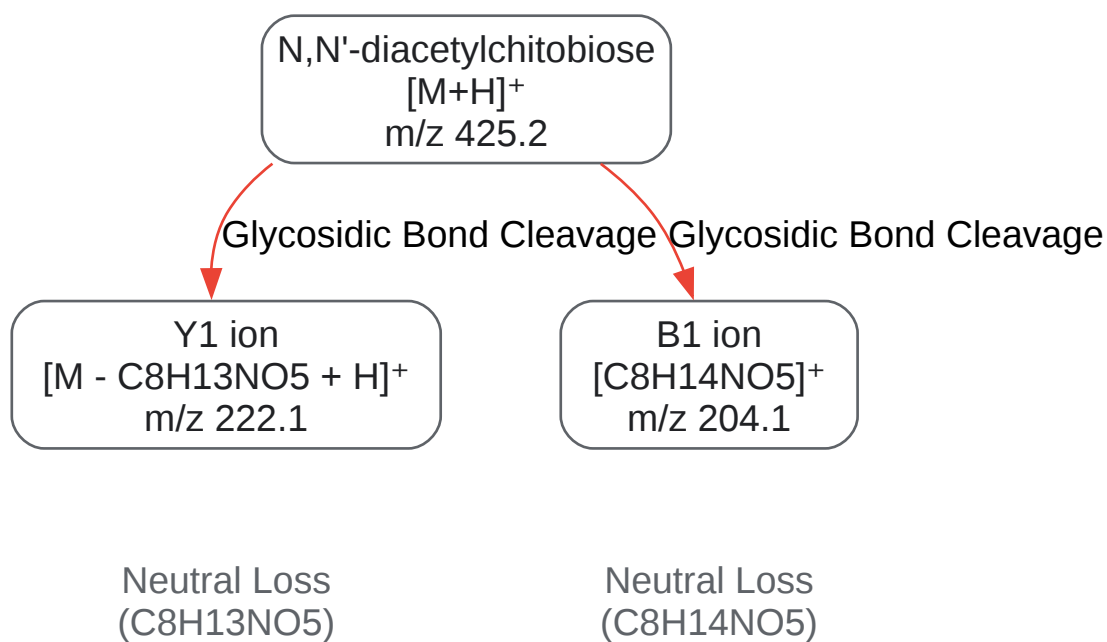 N,N'-diacetylchitobiose
[M+H]⁺
m/z 425.2
Glycosidic Bond Cleavage
Glycosidic Bond Cleavage
Y1 ion
[M - C8H13NO5 + H]⁺
m/z 222.1
B1 ion
[C8H14NO5]⁺
m/z 204.1
Neutral Loss
(C8H13NO5)
Neutral Loss
(C8H14NO5)